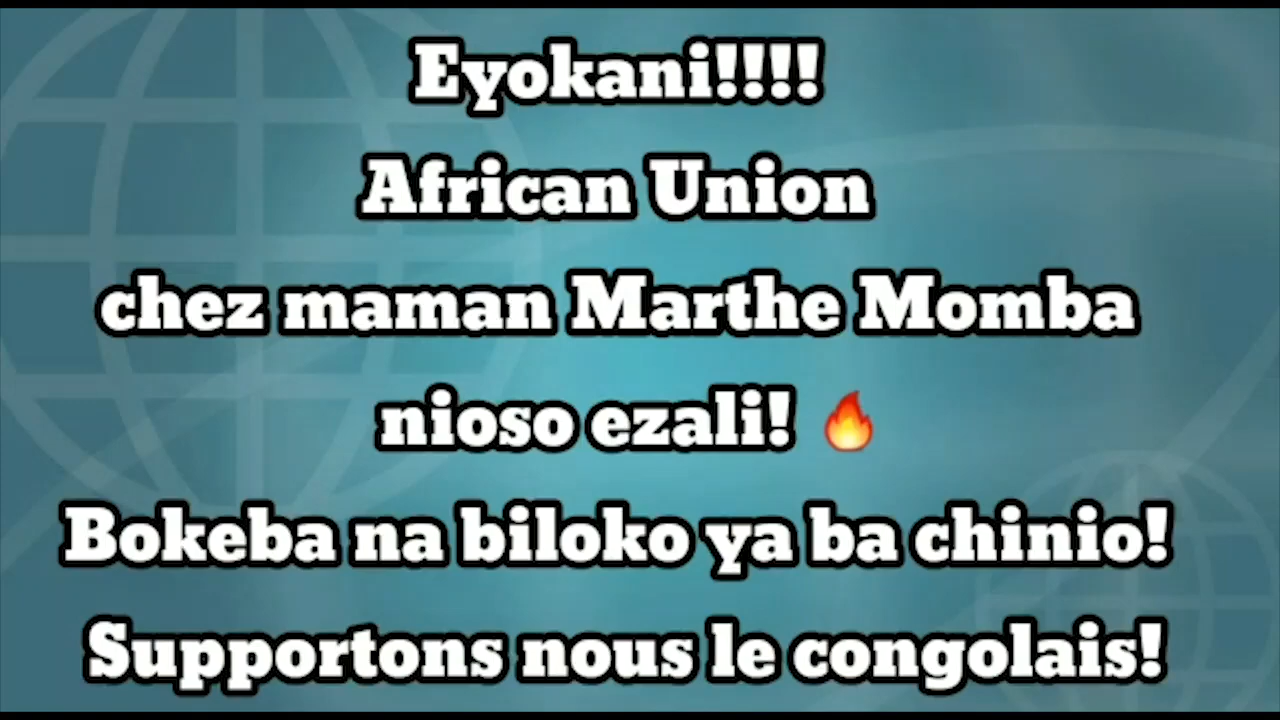 Eyokani!!!!
African Union
chez maman Marthe Momba
nioso ezali! 🔥
Bokeba na biloko ya ba chinio!
Supportons nous le congolais!